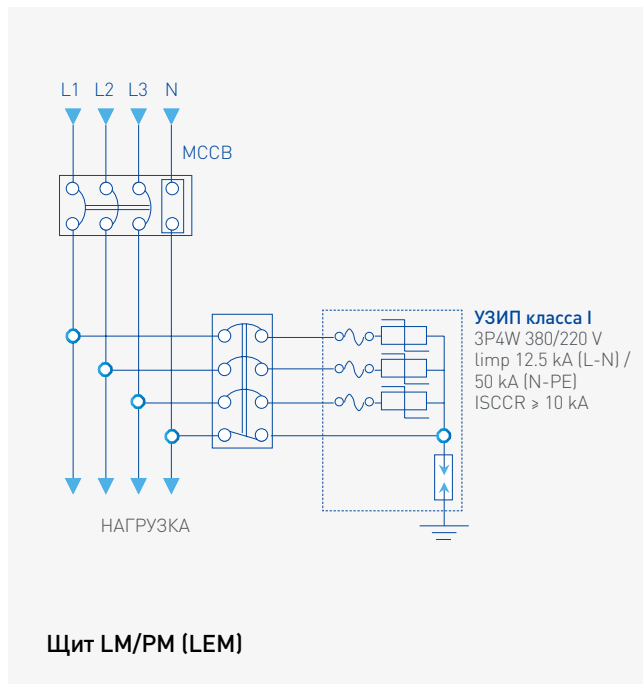 L1 L2 L3 N
MCCB
УЗИП класса I
3P4W 380/220 V
limp 12.5 kA (L-N) /
50 kA (N-PE)
ISCCR ⩾ 10 kA
НАГРУЗКА
Щит LM/PM (LEM)